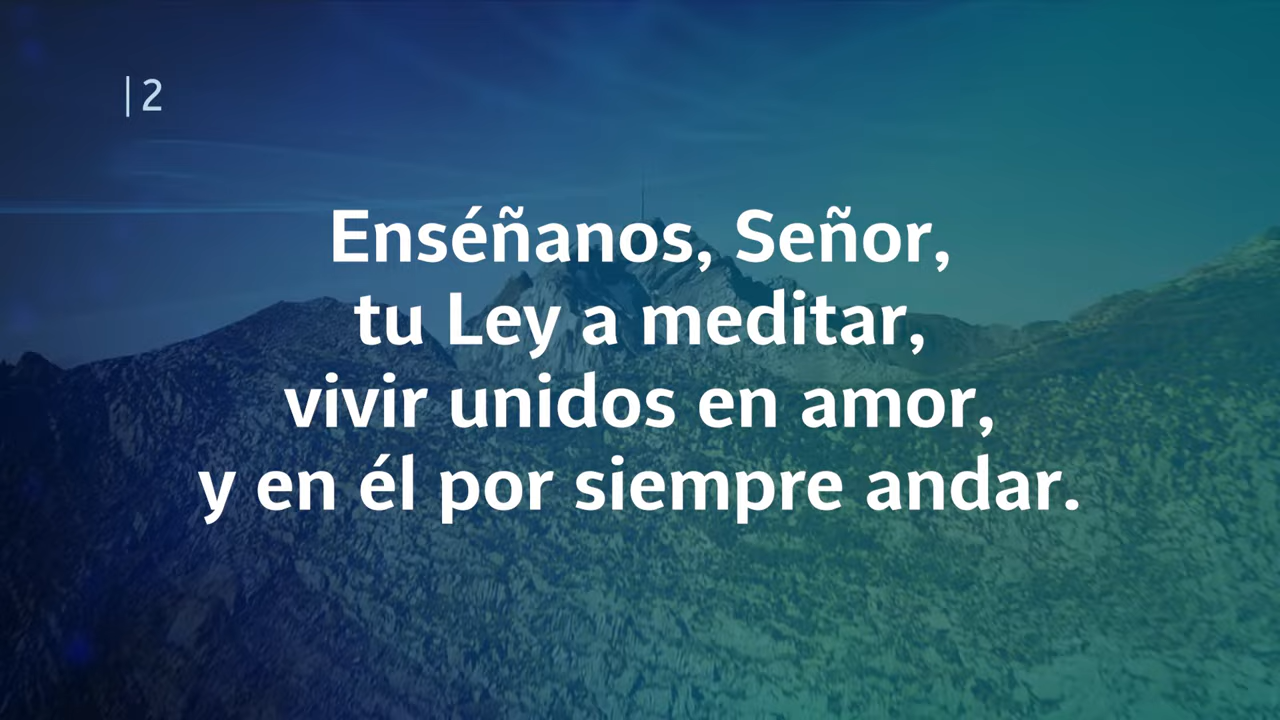 |2
Enséñanos, Señor,
tu Ley a meditar,
vivir unidos en amor,
y en él por siempre andar.